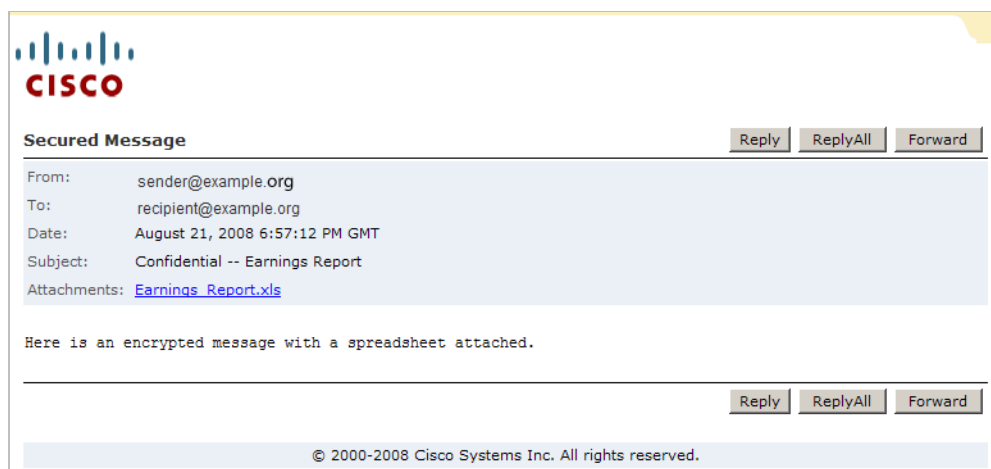 CISCO
Secured Message Reply ReplyAll Forward
From: sender@example.org
To: recipient@example.org
Date: August 21, 2008 6:57:12 PM GMT
Subject: Confidential -- Earnings Report
Attachments: Earnings_Report.xls
Here is an encrypted message with a spreadsheet attached.
Reply ReplyAll Forward
© 2000-2008 Cisco Systems Inc. All rights reserved.